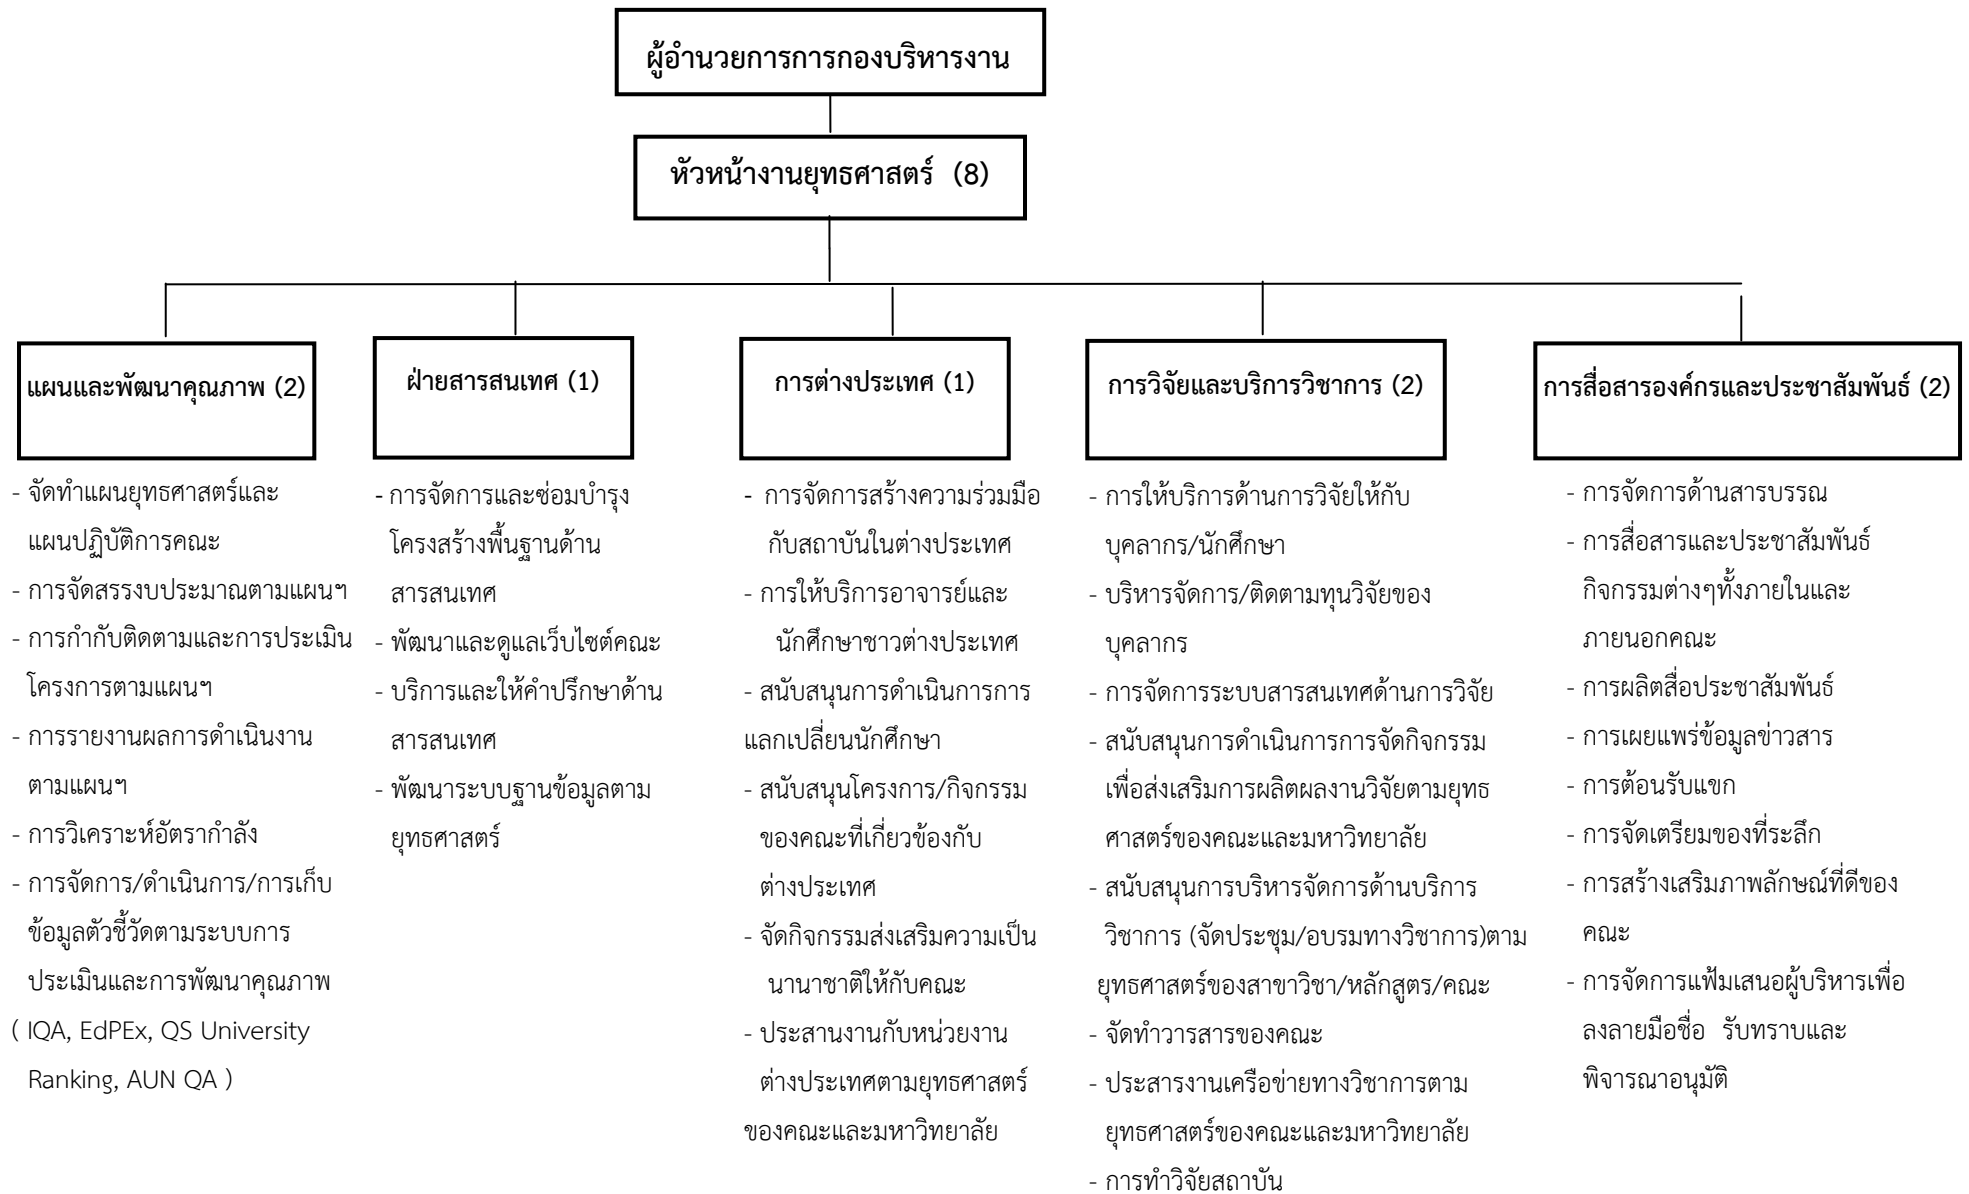 ผู้อำนวยการการกองบริหารงาน
หัวหน้างานยุทธศาสตร์ (8)
แผนและพัฒนาคุณภาพ (2)
- จัดทำแผนยุทธศาสตร์และ
แผนปฏิบัติการคณะ
- การจัดสรรงบประมาณตามแผนฯ
- การกำกับติดตามและการประเมิน
โครงการตามแผนฯ
- การรายงานผลการดำเนินงาน
ตามแผนฯ
- การวิเคราะห์อัตรากำลัง
- การจัดการ/ดำเนินการ/การเก็บ
ข้อมูลตัวชี้วัดตามระบบการ
ประเมินและการพัฒนาคุณภาพ
( IQA, EdPEx, QS University
Ranking, AUN QA )
ฝ่ายสารสนเทศ (1)
- การจัดการและซ่อมบำรุง
โครงสร้างพื้นฐานด้าน
สารสนเทศ
- พัฒนาและดูแลเว็บไซต์คณะ
- บริการและให้คำปรึกษาด้าน
สารสนเทศ
- พัฒนาระบบฐานข้อมูลตาม
ยุทธศาสตร์
การต่างประเทศ (1)
- การจัดการสร้างความร่วมมือ
กับสถาบันในต่างประเทศ
- การให้บริการอาจารย์และ
นักศึกษาชาวต่างประเทศ
- สนับสนุนการดำเนินการการ
แลกเปลี่ยนนักศึกษา
- สนับสนุนโครงการ/กิจกรรม
ของคณะที่เกี่ยวข้องกับ
ต่างประเทศ
- จัดกิจกรรมส่งเสริมความเป็น
นานาชาติให้กับคณะ
- ประสานงานกับหน่วยงาน
ต่างประเทศตามยุทธศาสตร์
ของคณะและมหาวิทยาลัย
การวิจัยและบริการวิชาการ (2)
- การให้บริการด้านการวิจัยให้กับ
บุคลากร/นักศึกษา
- บริหารจัดการ/ติดตามทุนวิจัยของ
บุคลากร
- การจัดการระบบสารสนเทศด้านการวิจัย
- สนับสนุนการดำเนินการการจัดกิจกรรม
เพื่อส่งเสริมการผลิตผลงานวิจัยตามยุทธ
ศาสตร์ของคณะและมหาวิทยาลัย
- สนับสนุนการบริหารจัดการด้านบริการ
วิชาการ (จัดประชุม/อบรมทางวิชาการ)ตาม
ยุทธศาสตร์ของสาขาวิชา/หลักสูตร/คณะ
- จัดทำวารสารของคณะ
- ประสารงานเครือข่ายทางวิชาการตาม
ยุทธศาสตร์ของคณะและมหาวิทยาลัย
- การทำวิจัยสถาบัน
การสื่อสารองค์กรและประชาสัมพันธ์ (2)
- การจัดการด้านสารบรรณ
- การสื่อสารและประชาสัมพันธ์
กิจกรรมต่างๆทั้งภายในและ
ภายนอกคณะ
- การผลิตสื่อประชาสัมพันธ์
- การเผยแพร่ข้อมูลข่าวสาร
- การต้อนรับแขก
- การจัดเตรียมของที่ระลึก
- การสร้างเสริมภาพลักษณ์ที่ดีของ
คณะ
- การจัดการแฟ้มเสนอผู้บริหารเพื่อ
ลงลายมือชื่อ รับทราบและ
พิจารณาอนุมัติ